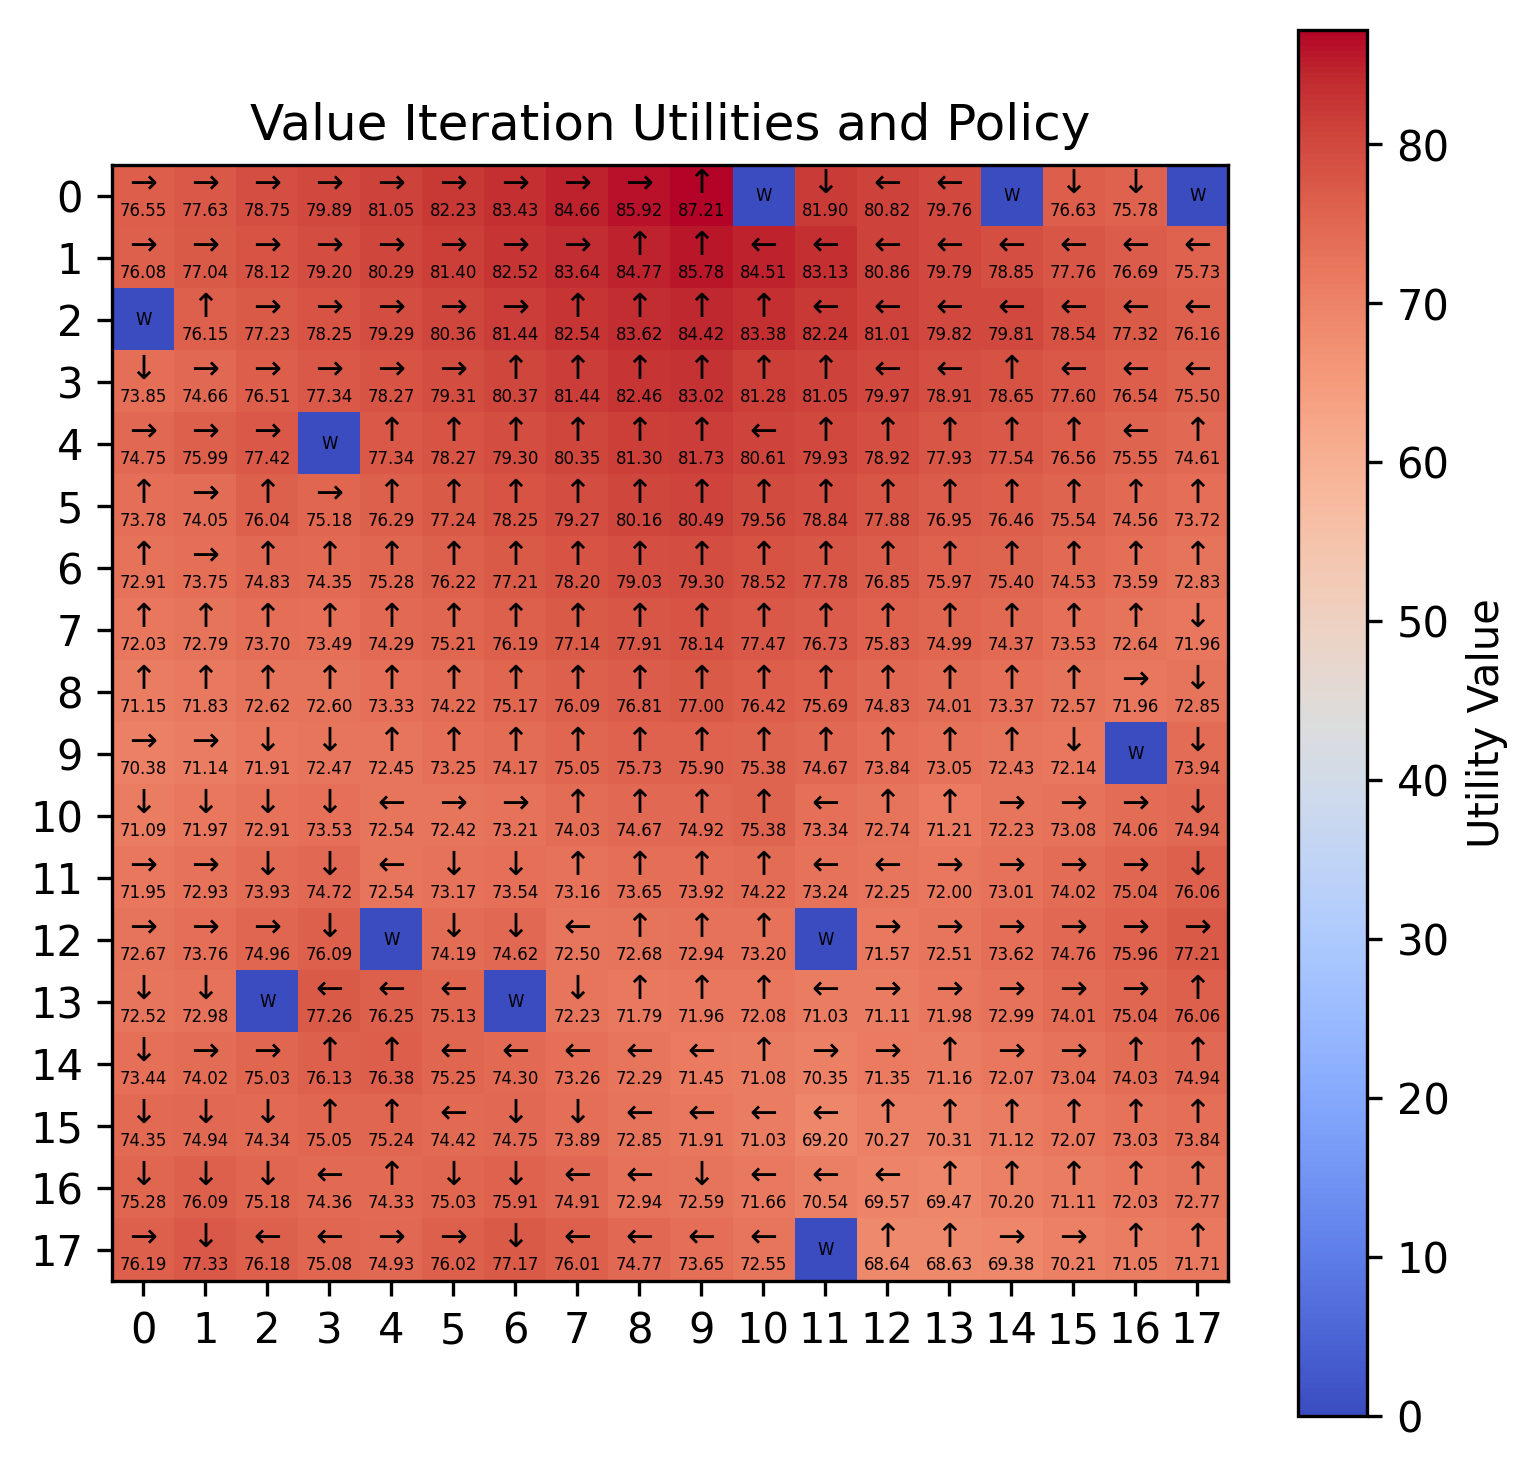 Value Iteration Utilities and Policy
0 → → → → → → → → → ↑ W ↓ ← ← W ↓ ↓ W
76.55 77.63 78.75 79.89 81.05 82.23 83.43 84.66 85.92 87.21 81.90 80.82 79.76 76.63 75.78
1 → → → → → → → → ↑ ↑ ← ← ← ← ← ← ← ←
76.08 77.04 78.12 79.20 80.29 81.40 82.52 83.64 84.77 85.78 84.51 83.13 80.86 79.79 78.85 77.76 76.69 75.73
2 W ↑ → → → → → ↑ ↑ ↑ ↑ ← ← ← ← ← ← ←
76.15 77.23 78.25 79.29 80.36 81.44 82.54 83.62 84.42 83.38 82.24 81.01 79.82 79.81 78.54 77.32 76.16
3 ↓ → → → → → ↑ ↑ ↑ ↑ ↑ ↑ ← ← ↑ ← ← ←
73.85 74.66 76.51 77.34 78.27 79.31 80.37 81.44 82.46 83.02 81.28 81.05 79.97 78.91 78.65 77.60 76.54 75.50
4 → → → W ↑ ↑ ↑ ↑ ↑ ↑ ← ↑ ↑ ↑ ↑ ↑ ← ↑
74.75 75.99 77.42 77.34 78.27 79.30 80.35 81.30 81.73 80.61 79.93 78.92 77.93 77.54 76.56 75.55 74.61
5 ↑ → ↑ → ↑ ↑ ↑ ↑ ↑ ↑ ↑ ↑ ↑ ↑ ↑ ↑ ↑ ↑
73.78 74.05 76.04 75.18 76.29 77.24 78.25 79.27 80.16 80.49 79.56 78.84 77.88 76.95 76.46 75.54 74.56 73.72
6 ↑ → ↑ ↑ ↑ ↑ ↑ ↑ ↑ ↑ ↑ ↑ ↑ ↑ ↑ ↑ ↑ ↑
72.91 73.75 74.83 74.35 75.28 76.22 77.21 78.20 79.03 79.30 78.52 77.78 76.85 75.97 75.40 74.53 73.59 72.83
7 ↑ ↑ ↑ ↑ ↑ ↑ ↑ ↑ ↑ ↑ ↑ ↑ ↑ ↑ ↑ ↑ ↑ ↓
72.03 72.79 73.70 73.49 74.29 75.21 76.19 77.14 77.91 78.14 77.47 76.73 75.83 74.99 74.37 73.53 72.64 71.96
8 ↑ ↑ ↑ ↑ ↑ ↑ ↑ ↑ ↑ ↑ ↑ ↑ ↑ ↑ ↑ ↑ → ↓
71.15 71.83 72.62 72.60 73.33 74.22 75.17 76.09 76.81 77.00 76.42 75.69 74.83 74.01 73.37 72.57 71.96 72.85
9 → → ↓ ↓ ↑ ↑ ↑ ↑ ↑ ↑ ↑ ↑ ↑ ↑ ↑ ↓ W ↓
70.38 71.14 71.91 72.47 72.45 73.25 74.17 75.05 75.73 75.90 75.38 74.67 73.84 73.05 72.43 72.14 73.94
10 ↓ ↓ ↓ ↓ ← → → ↑ ↑ ↑ ↑ ← ↑ ↑ → → → ↓
71.09 71.97 72.91 73.53 72.54 72.42 73.21 74.03 74.67 74.92 75.38 73.34 72.74 71.21 72.23 73.08 74.06 74.94
11 → → ↓ ↓ ← ↓ ↓ ↑ ↑ ↑ ↑ ← ← → → → → ↓
71.95 72.93 73.93 74.72 72.54 73.17 73.54 73.16 73.65 73.92 74.22 73.24 72.25 72.00 73.01 74.02 75.04 76.06
12 → → → ↓ W ↓ ↓ ← ↑ ↑ ↑ W → → → → → →
72.67 73.76 74.96 76.09 74.19 74.62 72.50 72.68 72.94 73.20 71.57 72.51 73.62 74.76 75.96 77.21
13 ↓ ↓ W ← ← ← W ↓ ↑ ↑ ↑ ← → → → → → ↑
72.52 72.98 77.26 76.25 75.13 72.23 71.79 71.96 72.08 71.03 71.11 71.98 72.99 74.01 75.04 76.06
14 ↓ → → ↑ ↑ ← ← ← ← ← ↑ → → ↑ → → ↑ ↑
73.44 74.02 75.03 76.13 76.38 75.25 74.30 73.26 72.29 71.45 71.08 70.35 71.35 71.16 72.07 73.04 74.03 74.94
15 ↓ ↓ ↓ ↑ ↑ ← ↓ ↓ ← ← ← ← ↑ ↑ ↑ ↑ ↑ ↑
74.35 74.94 74.34 75.05 75.24 74.42 74.75 73.89 72.85 71.91 71.03 69.20 70.27 70.31 71.12 72.07 73.03 73.84
16 ↓ ↓ ↓ ← ↑ ↓ ↓ ← ← ↓ ← ← ← ↑ ↑ ↑ ↑ ↑
75.28 76.09 75.18 74.36 74.33 75.03 75.91 74.91 72.94 72.59 71.66 70.54 69.57 69.47 70.20 71.11 72.03 72.77
17 → ↓ ← ← → → ↓ ← ← ← ← W ↑ ↑ → → ↑ ↑
76.19 77.33 76.18 75.08 74.93 76.02 77.17 76.01 74.77 73.65 72.55 68.64 68.63 69.38 70.21 71.05 71.71
0 1 2 3 4 5 6 7 8 9 10 11 12 13 14 15 16 17
80
70
60
50
40
30
20
10
0
Utility Value